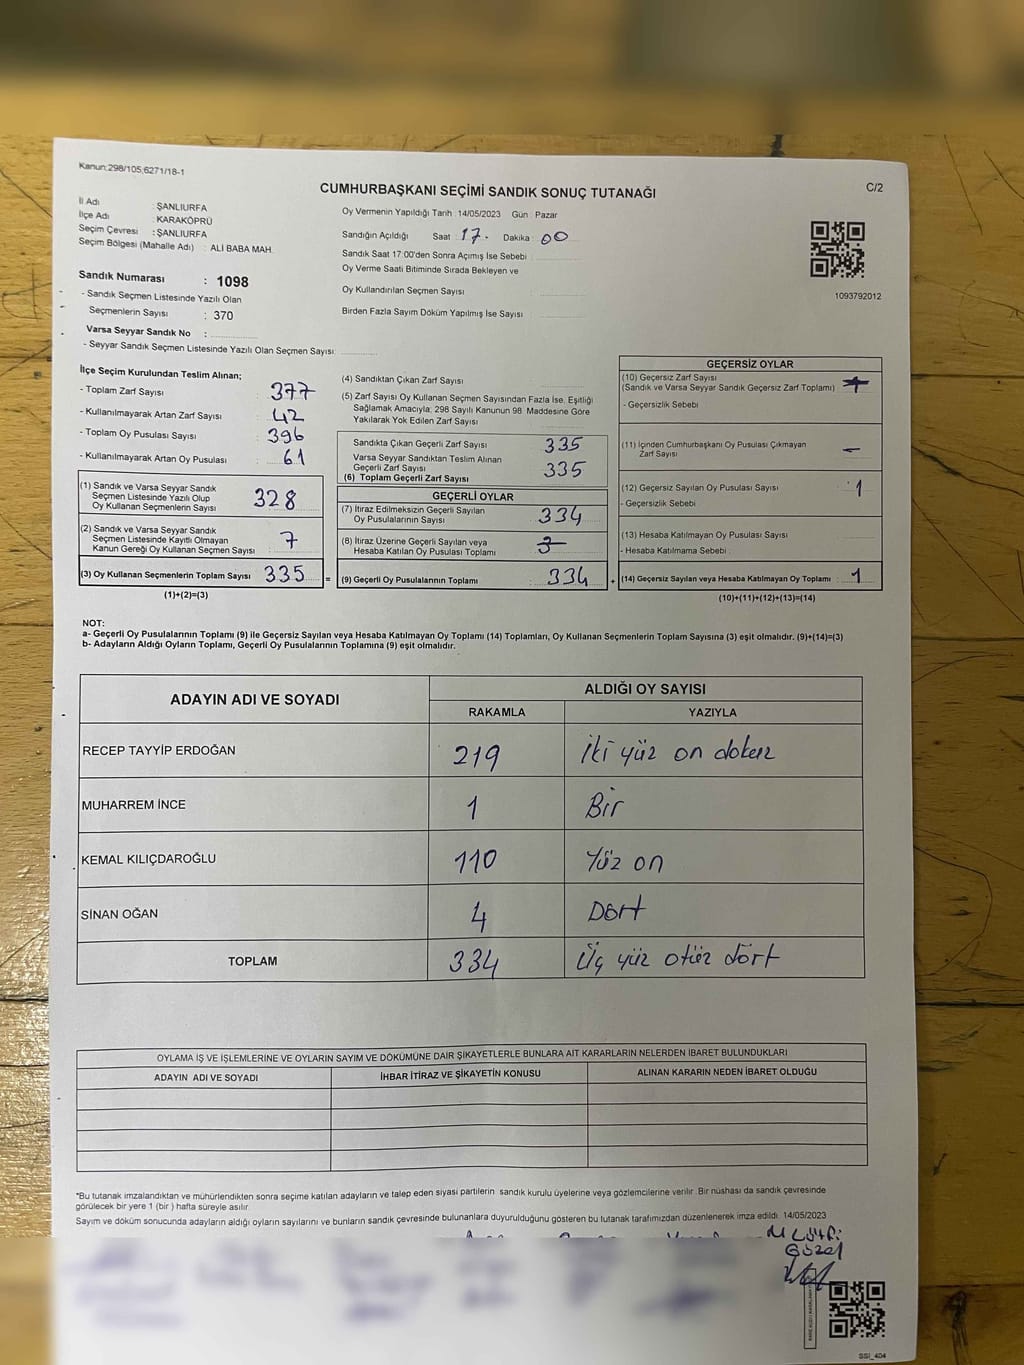 Kanun:298/105;6271/18-1
CUMHURBAŞKANI SEÇİMİ SANDIK SONUÇ TUTANAĞI
C/2
İl Adı : ŞANLIURFA
İlçe Adı : KARAKÖPRÜ
Seçim Çevresi : ŞANLIURFA
Seçim Bölgesi (Mahalle Adı) : ALİ BABA MAH.
Sandık Numarası : 1098
- Sandık Seçmen Listesinde Yazılı Olan
Seçmenlerin Sayısı : 370
Varsa Seyyar Sandık No :
- Seyyar Sandık Seçmen Listesinde Yazılı Olan Seçmen Sayısı:
Oy Vermenin Yapıldığı Tarih :14/05/2023 Gün : Pazar
Sandığın Açıldığı Saat : 17. Dakika : 00
Sandık Saat 17:00'den Sonra Açımış İse Sebebi :
Oy Verme Saati Bitiminde Sırada Bekleyen ve
Oy Kullandırılan Seçmen Sayısı
Birden Fazla Sayım Döküm Yapılmış İse Sayısı :
1093792012
İlçe Seçim Kurulundan Teslim Alınan;
- Toplam Zarf Sayısı : 377
- Kullanılmayarak Artan Zarf Sayısı : 42
- Toplam Oy Pusulası Sayısı : 396
- Kullanılmayarak Artan Oy Pusulası : 61
(1) Sandık ve Varsa Seyyar Sandık
Seçmen Listesinde Yazılı Olup
Oy Kullanan Seçmenlerin Sayısı 328
(2) Sandık ve Varsa Seyyar Sandık
Seçmen Listesinde Kayıtlı Olmayan
Kanun Gereği Oy Kullanan Seçmen Sayısı 7
(3) Oy Kullanan Seçmenlerin Toplam Sayısı 335
(1)+(2)=(3)
(4) Sandıktan Çıkan Zarf Sayısı
(5) Zarf Sayısı Oy Kullanan Seçmen Sayısından Fazla İse, Eşitliği
Sağlamak Amacıyla; 298 Sayılı Kanunun 98. Maddesine Göre
Yakılarak Yok Edilen Zarf Sayısı
Sandıkta Çıkan Geçerli Zarf Sayısı 335
Varsa Seyyar Sandıktan Teslim Alınan
Geçerli Zarf Sayısı 335
(6) Toplam Geçerli Zarf Sayısı
GEÇERLİ OYLAR
(7) İtiraz Edilmeksizin Geçerli Sayılan
Oy Pusulalarının Sayısı 334
(8) İtiraz Üzerine Geçerli Sayılan veya
Hesaba Katılan Oy Pusulası Toplamı
= (9) Geçerli Oy Pusulalarının Toplamı 334 +
GEÇERSİZ OYLAR
(10) Geçersiz Zarf Sayısı
(Sandık ve Varsa Seyyar Sandık Geçersiz Zarf Toplamı)
- Geçersizlik Sebebi :
(11) İçinden Cumhurbaşkanı Oy Pusulası Çıkmayan
Zarf Sayısı –
(12) Geçersiz Sayılan Oy Pusulası Sayısı : 1
- Geçersizlik Sebebi :
(13) Hesaba Katılmayan Oy Pusulası Sayısı :
- Hesaba Katılmama Sebebi :
(14) Geçersiz Sayılan veya Hesaba Katılmayan Oy Toplamı : 1
(10)+(11)+(12)+(13)=(14)
NOT:
a- Geçerli Oy Pusulalarının Toplamı (9) ile Geçersiz Sayılan veya Hesaba Katılmayan Oy Toplamı (14) Toplamları, Oy Kullanan Seçmenlerin Toplam Sayısına (3) eşit olmalıdır. (9)+(14)=(3)
b- Adayların Aldığı Oyların Toplamı, Geçerli Oy Pusulalarının Toplamına (9) eşit olmalıdır.
ADAYIN ADI VE SOYADI
ALDIĞI OY SAYISI
RAKAMLA YAZIYLA
RECEP TAYYİP ERDOĞAN 219 İki yüz on dokuz
MUHARREM İNCE 1 Bir
KEMAL KILIÇDAROĞLU 110 Yüz on
SİNAN OĞAN 4 Dört
TOPLAM 334 Üç yüz otuz dört
OYLAMA İŞ VE İŞLEMLERİNE VE OYLARIN SAYIM VE DÖKÜMÜNE DAİR ŞİKAYETLERLE BUNLARA AİT KARARLARIN NELERDEN İBARET BULUNDUKLARI
ADAYIN ADI VE SOYADI İHBAR İTİRAZ VE ŞİKAYETİN KONUSU ALINAN KARARIN NEDEN İBARET OLDUĞU
*Bu tutanak imzalandıktan ve mühürlendikten sonra seçime katılan adayların ve talep eden siyasi partilerin sandık kurulu üyelerine veya gözlemcilerine verilir. Bir nüshası da sandık çevresinde
görülecek bir yere 1 (bir ) hafta süreyle asılır.
Sayım ve döküm sonucunda adayların aldığı oyların sayılarını ve bunların sandık çevresinde bulunanlara duyurulduğunu gösteren bu tutanak tarafımızdan düzenlenerek imza edildi. 14/05/2023
Güzel
SSI_404